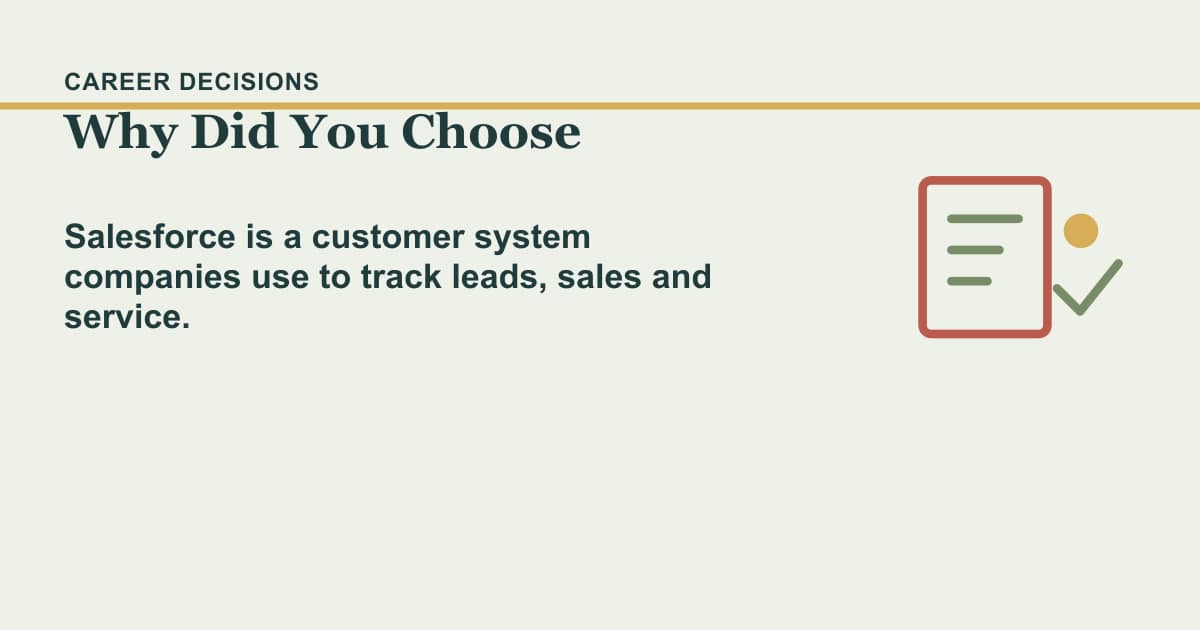 CAREER DECISIONS
Why Did You Choose
Salesforce is a customer system
companies use to track leads, sales and
service.